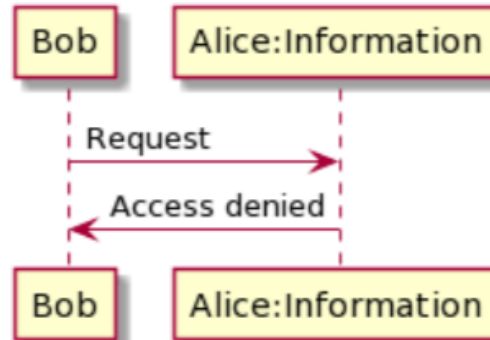 Bob Alice:Information
Request
Access denied
Bob Alice:Information